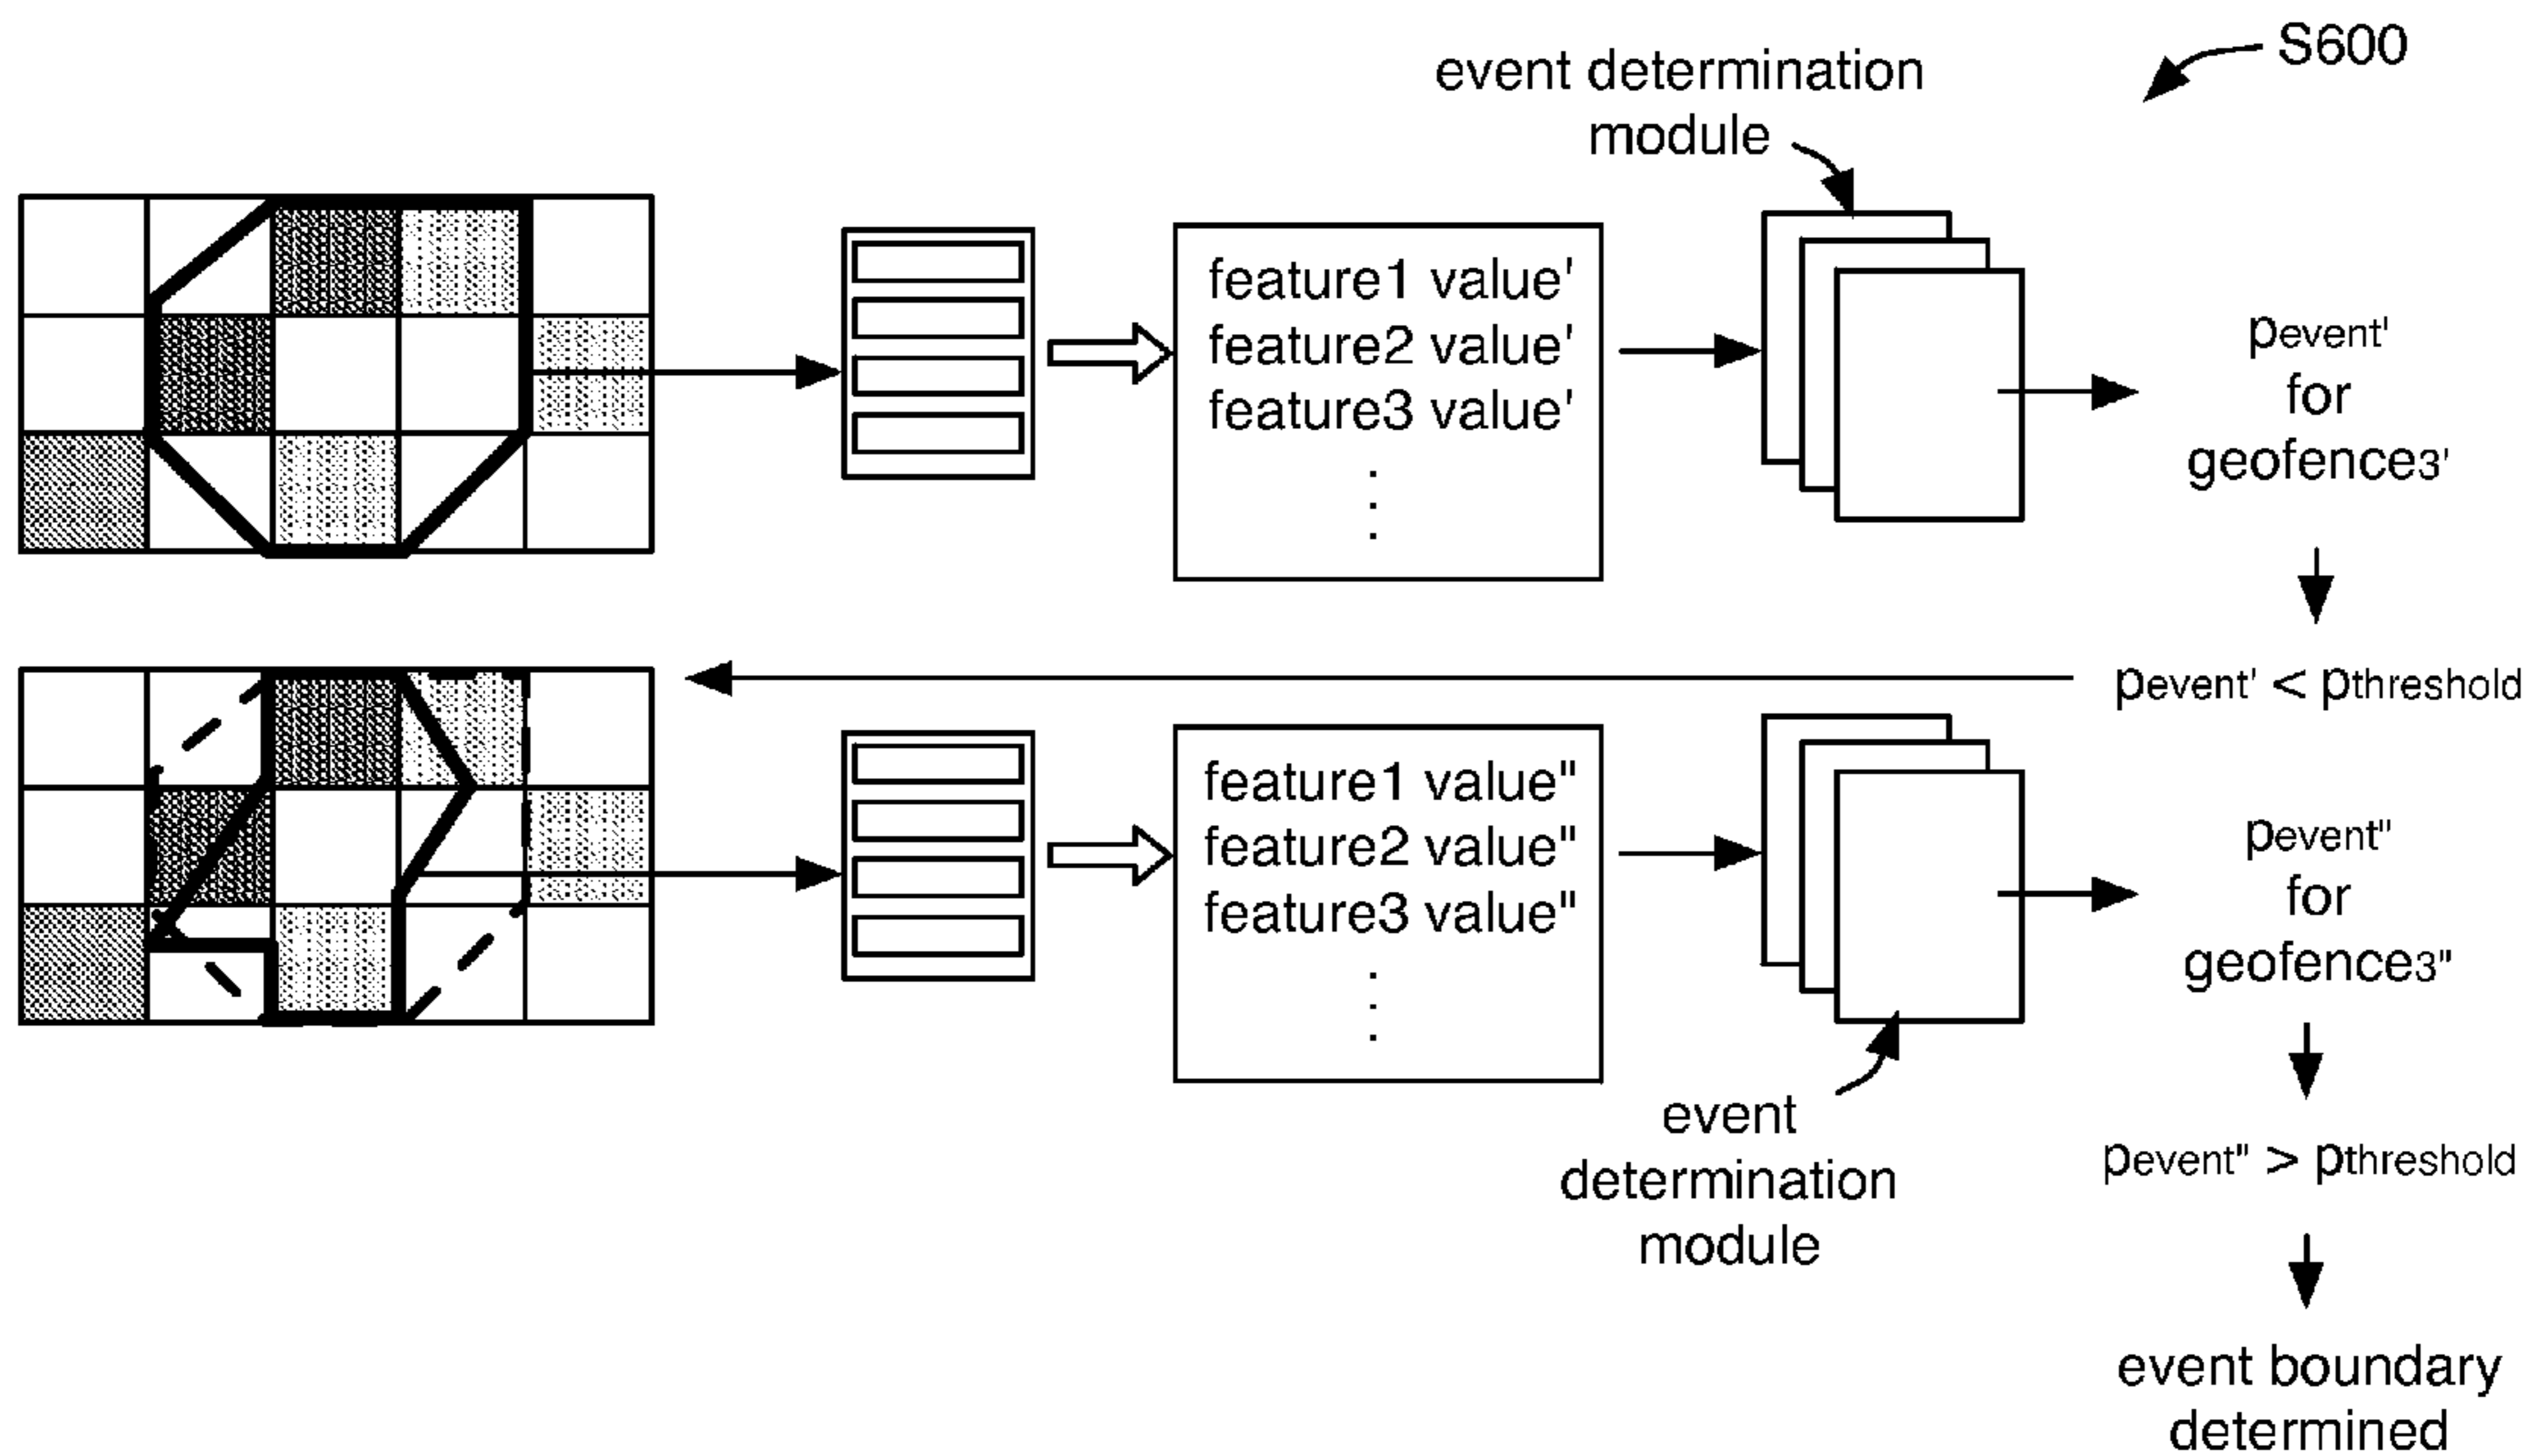 S600
event determination
module
feature1 value'
feature2 value'
feature3 value'
pevent'
for
geofence3'
pevent' < pthreshold
feature1 value"
feature2 value"
feature3 value"
pevent"
for
geofence3"
event
determination
module
pevent" > pthreshold
event boundary
determined